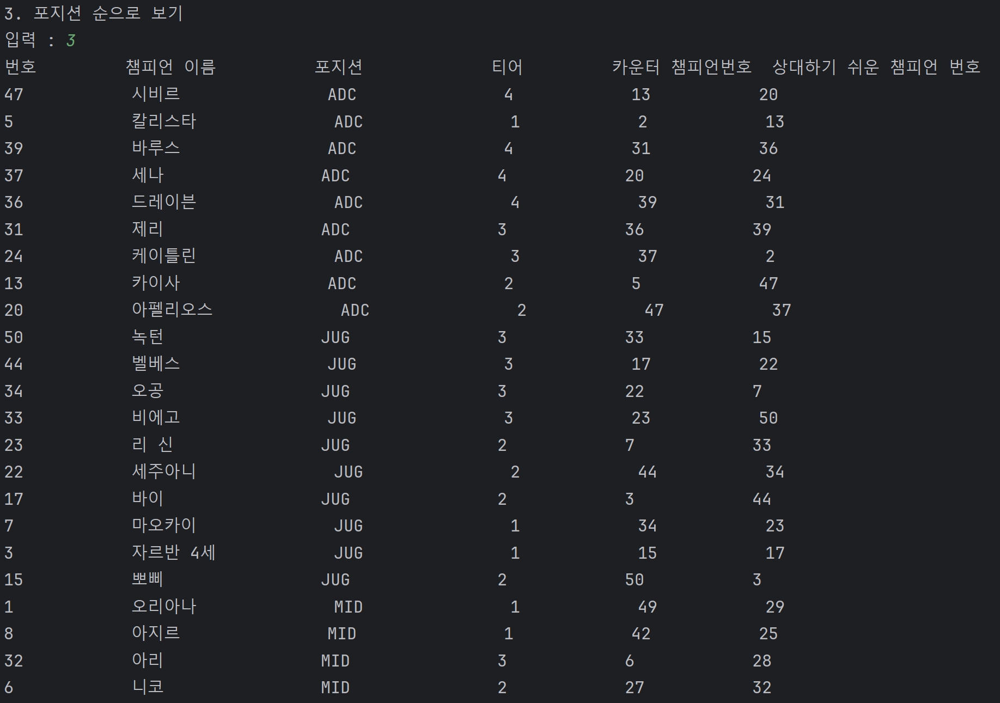 3. 포지션 순으로 보기
입력 : 3
번호 챔피언 이름 포지션 티어 카운터 챔피언번호 상대하기 쉬운 챔피언 번호
47 시비르 ADC 4 13 20
5 칼리스타 ADC 1 2 13
39 바루스 ADC 4 31 36
37 세나 ADC 4 20 24
36 드레이븐 ADC 4 39 31
31 제리 ADC 3 36 39
24 케이틀린 ADC 3 37 2
13 카이사 ADC 2 5 47
20 아펠리오스 ADC 2 47 37
50 녹턴 JUG 3 33 15
44 벨베스 JUG 3 17 22
34 오공 JUG 3 22 7
33 비에고 JUG 3 23 50
23 리 신 JUG 2 7 33
22 세주아니 JUG 2 44 34
17 바이 JUG 2 3 44
7 마오카이 JUG 1 34 23
3 자르반 4세 JUG 1 15 17
15 뽀삐 JUG 2 50 3
1 오리아나 MID 1 49 29
8 아지르 MID 1 42 25
32 아리 MID 3 6 28
6 니코 MID 2 27 32